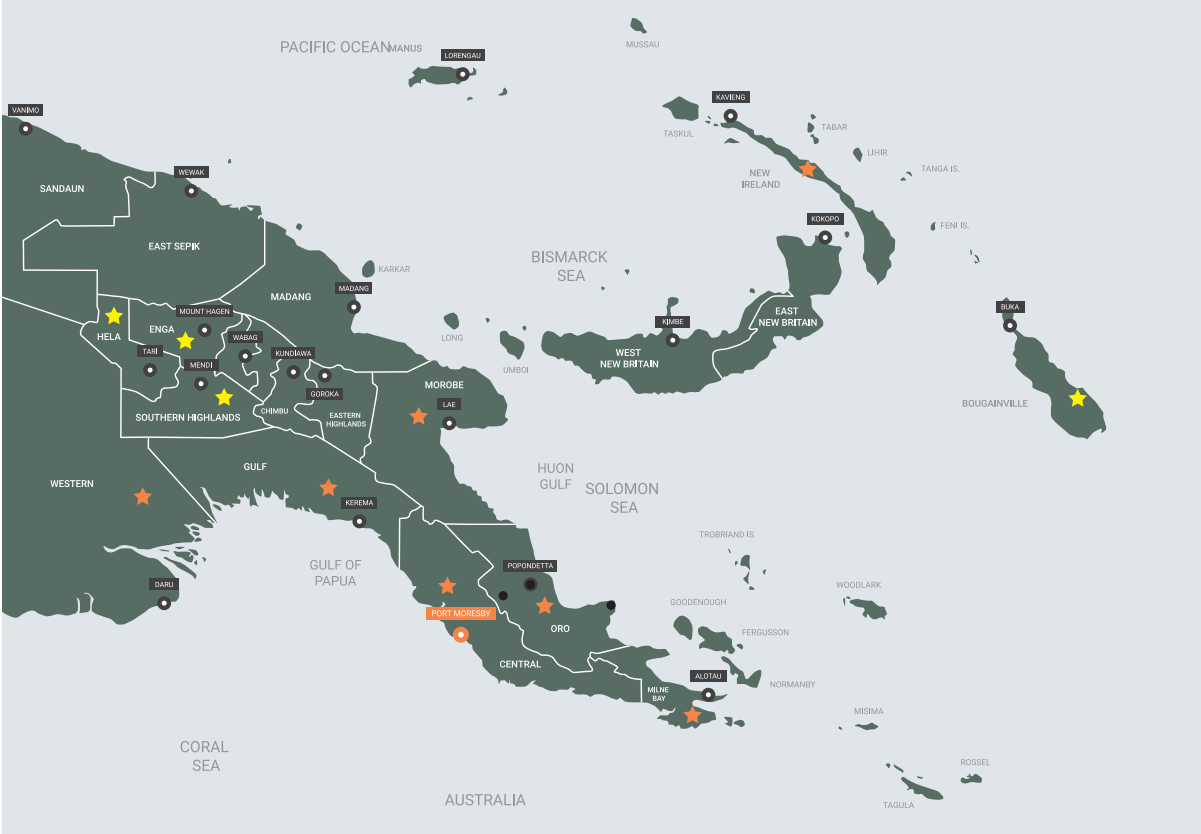 MUSSAU
PACIFIC OCEAN
MANUS
LORENGAU
KAVIENG
VANIMO
TASKUL
TABAR
LIHIR
WEWAK
TANGA IS.
NEW
IRELAND
SANDAUN
KOKOPO
FENI IS.
EAST SEPIK
BISMARCK
SEA
KARKAR
MADANG
MADANG
BUKA
MOUNT HAGEN
EAST
NEW BRITAIN
KIMBE
ENGA
HELA
WABAG
LONG
TARI
KUNDIAWA
WEST
NEW BRITAIN
MENDI
UMBOI
MOROBE
GOROKA
BOUGAINVILLE
LAE
CHIMBU
SOUTHERN HIGHLANDS
EASTERN
HIGHLANDS
GULF
HUON
GULF
WESTERN
SOLOMON
SEA
KEREMA
TROBRIAND IS.
GULF OF
PAPUA
POPONDETTA
DARU
WOODLARK
GOODENOUGH
PORT MORESBY
ORO
FERGUSSON
CENTRAL
ALOTAU
NORMANBY
MILNE
BAY
MISIMA
CORAL
SEA
ROSSEL
AUSTRALIA
TAGULA